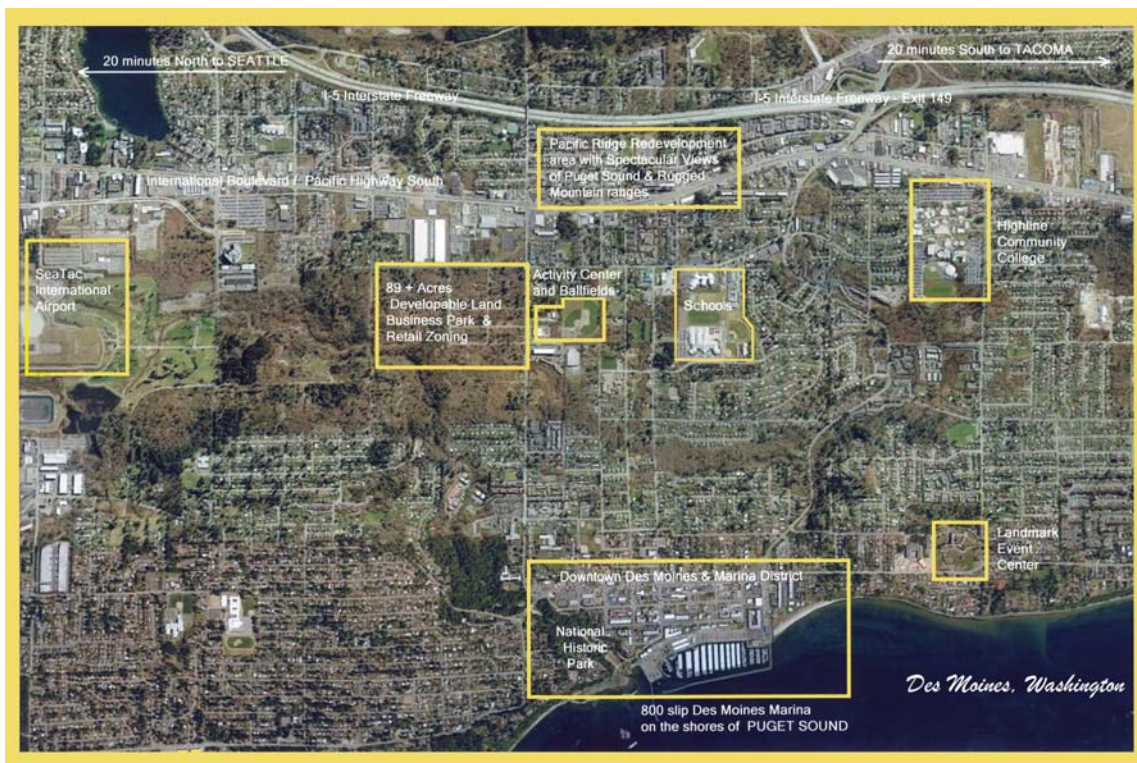 20 minutes North to SEATTLE
20 minutes South to TACOMA
I-5 Interstate Freeway
I-5 Interstate Freeway - Exit 149
Pacific Ridge Redevelopment
area with Spectacular Views
of Puget Sound & Rugged
Mountain ranges
International Boulevard / Pacific Highway South
Highline
Community
College
SeaTac
International
Airport
89 + Acres
Developable Land
Business Park &
Retail Zoning
Activity Center
and Ballfields
Schools
Landmark
Event
Center
Downtown Des Moines & Marina District
National
Historic
Park
Des Moines, Washington
800 slip Des Moines Marina
on the shores of PUGET SOUND